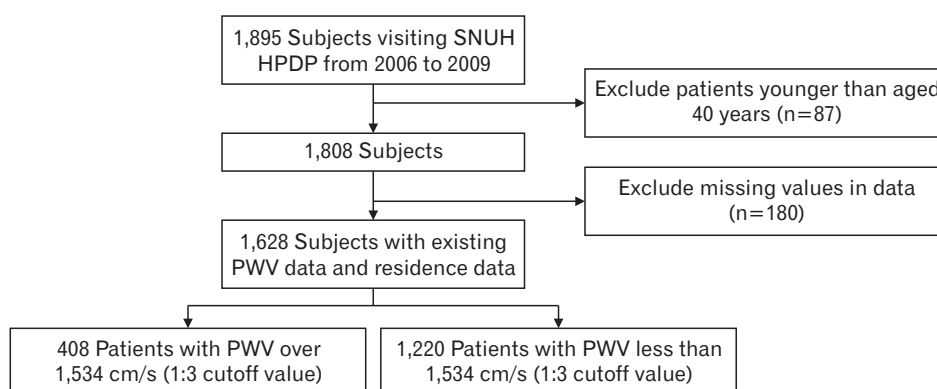 1,895 Subjects visiting SNUH
HPDP from 2006 to 2009
Exclude patients younger than aged
40 years (n=87)
1,808 Subjects
Exclude missing values in data
(n=180)
1,628 Subjects with existing
PWV data and residence data
408 Patients with PWV over
1,534 cm/s (1:3 cutoff value)
1,220 Patients with PWV less than
1,534 cm/s (1:3 cutoff value)